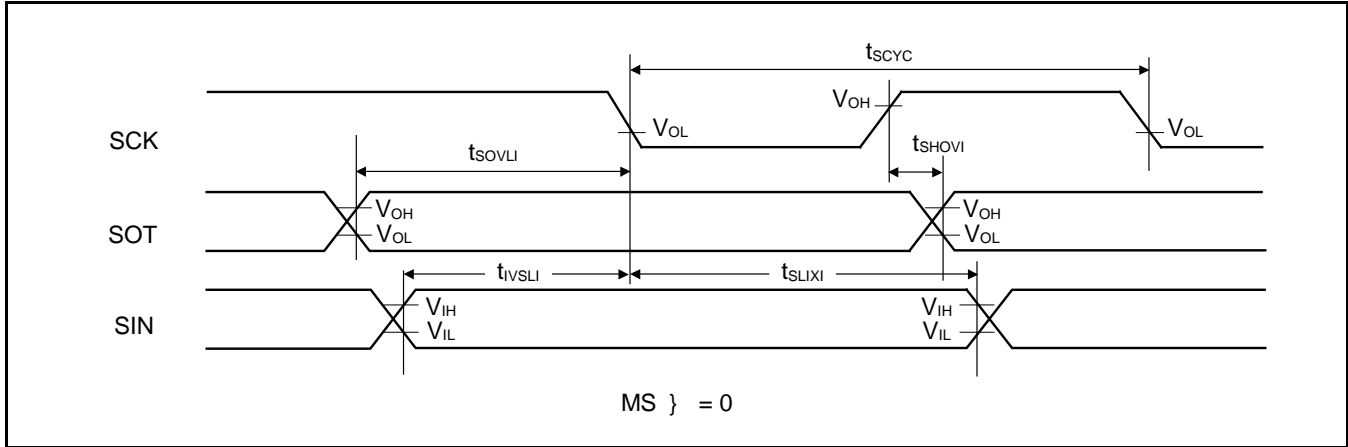 tSCYC
VOH
SCK
VOL
VOL
tSOVLI
tSHOVI
VOH
VOH
SOT
VOL
VOL
tIVSLI
tSLIXI
VIH
VIH
SIN
VIL
VIL
MS } = 0